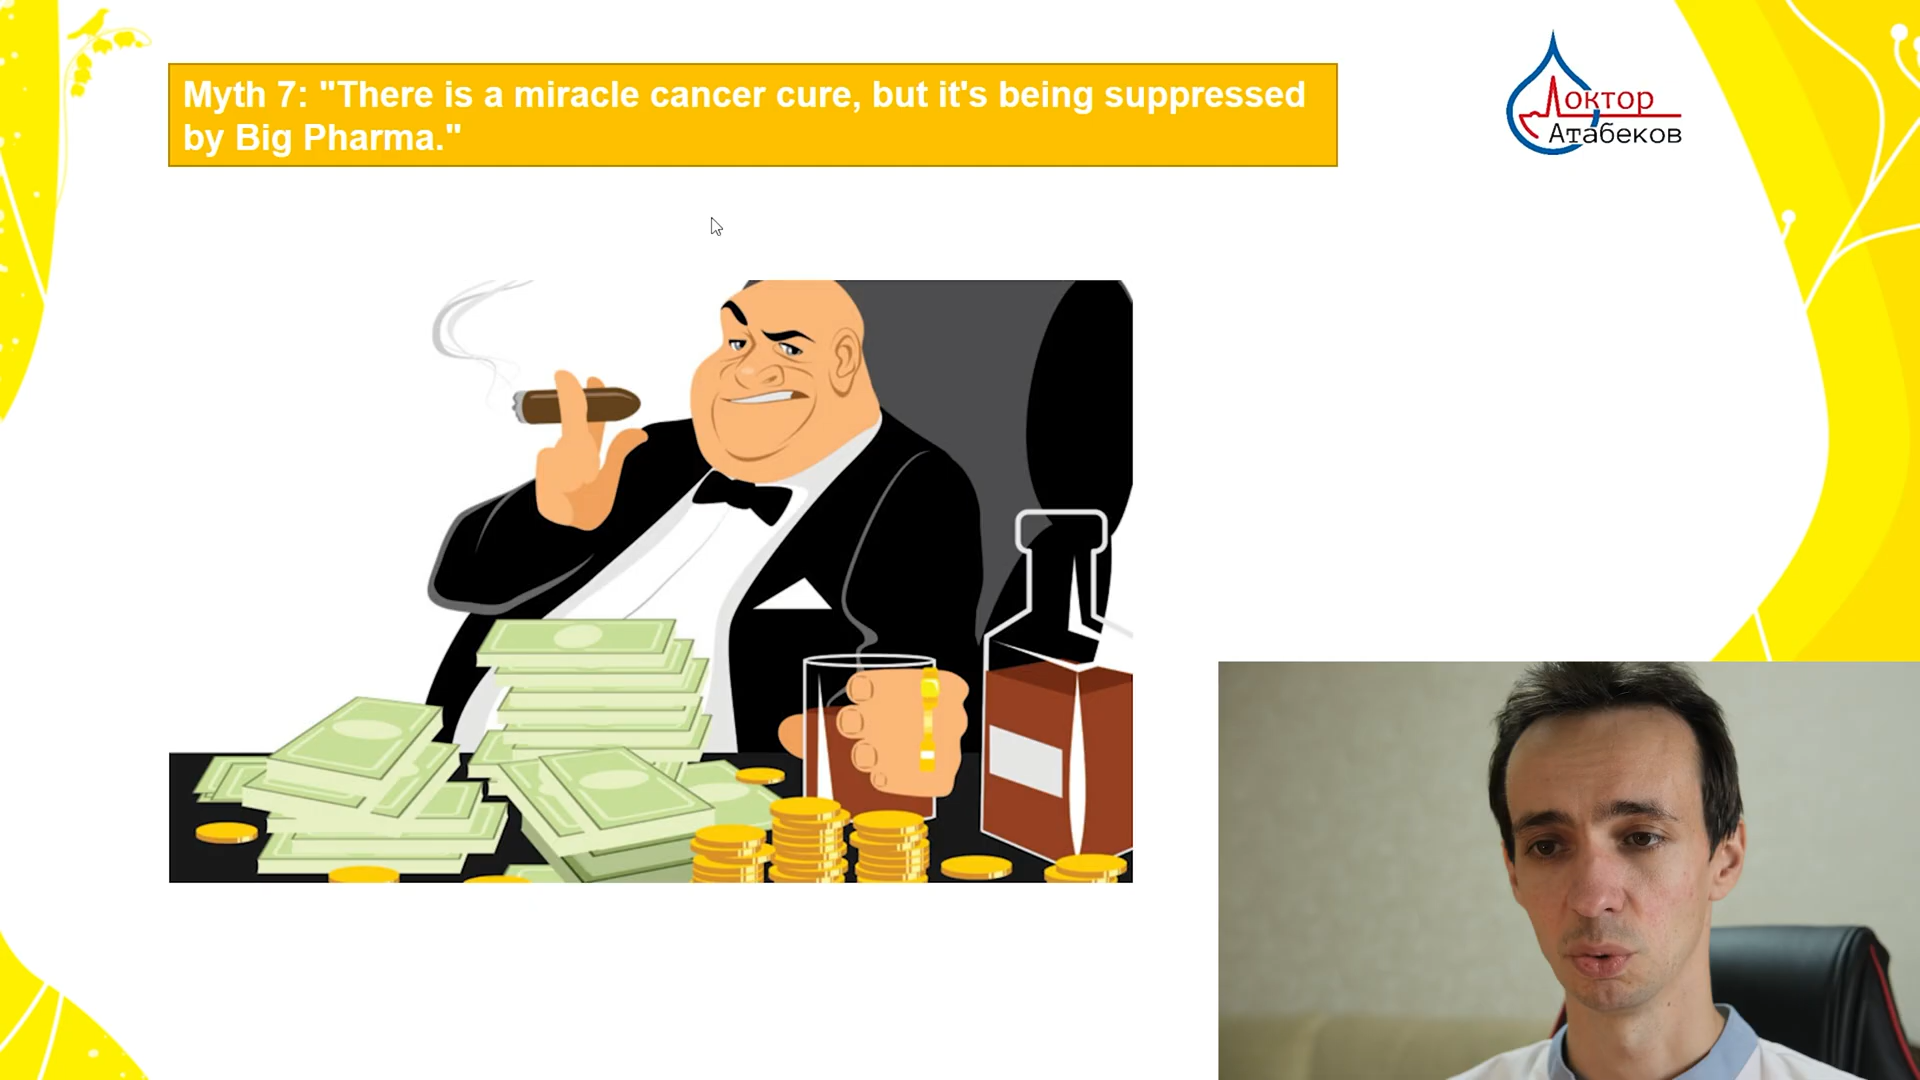 Myth 7: "There is a miracle cancer cure, but it's being suppressed
by Big Pharma."
Доктор
Атабеков